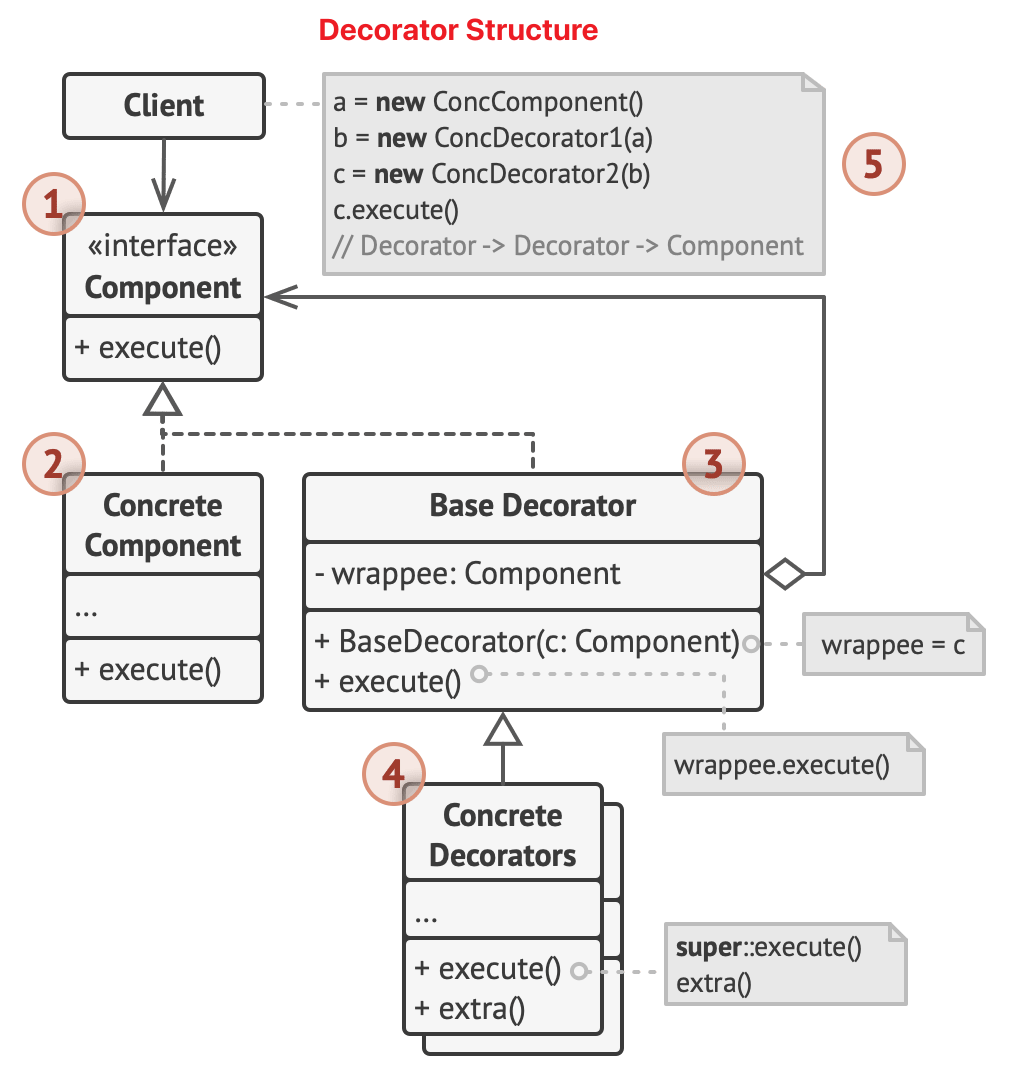 Decorator Structure
Client
a = new ConcComponent()
b = new ConcDecorator1(a)
c = new ConcDecorator2(b)
c.execute()
// Decorator -> Decorator -> Component
5
1
«interface»
Component
+ execute()
2
Concrete
Component
...
+ execute()
3
Base Decorator
- wrappee: Component
+ BaseDecorator(c: Component)
+ execute()
wrappee = c
wrappee.execute()
4
Concrete
Decorators
...
+ execute()
+ extra()
super::execute()
extra()